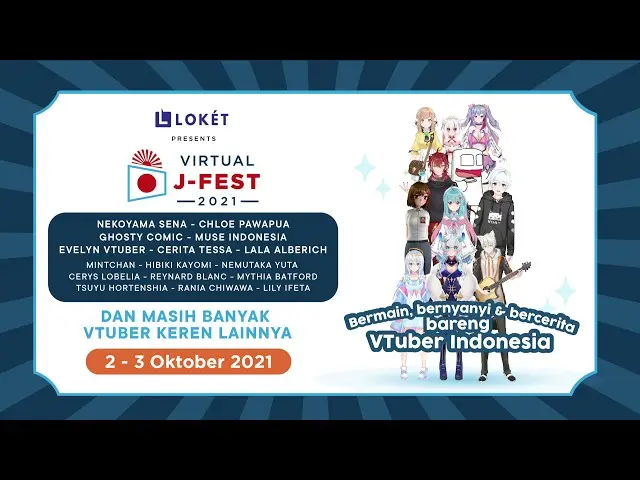 LOKÉT
PRESENTS
VIRTUAL
J-FEST
2021
NEKOYAMA SENA - CHLOE PAWAPUA
GHOSTY COMIC - MUSE INDONESIA
EVELYN VTUBER - CERITA TESSA - LALA ALBERICH
MINTCHAN - HIBIKI KAYOMI - NEMUTAKA YUTA
CERYS LOBELIA - REYNARD BLANC - MYTHIA BATFORD
TSUYU HORTENSHIA - RANIA CHIWAWA - LILY IFETA
DAN MASIH BANYAK
VTUBER KEREN LAINNYA
2 - 3 Oktober 2021
Bermain, bernyanyi & bercerita
bareng
VTuber Indonesia